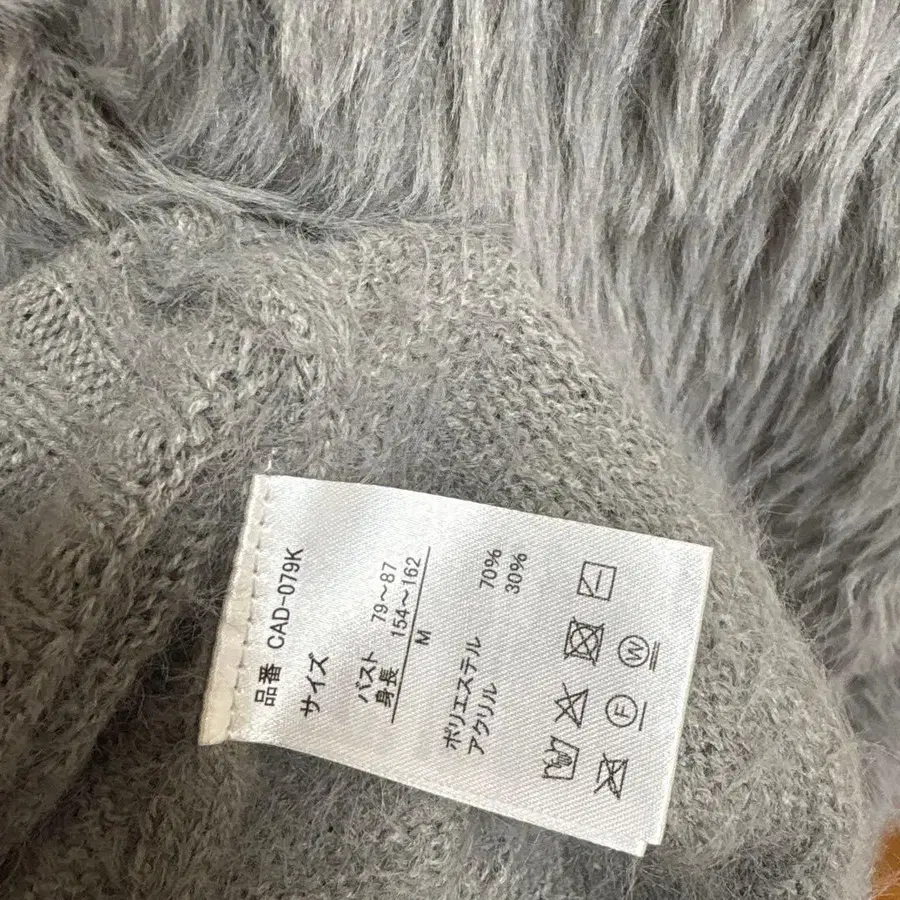 品番 CAD-079K
サイズ
バスト 79～87
身長 154～162
M
ポリエステル 70%
アクリル 30%
W
F